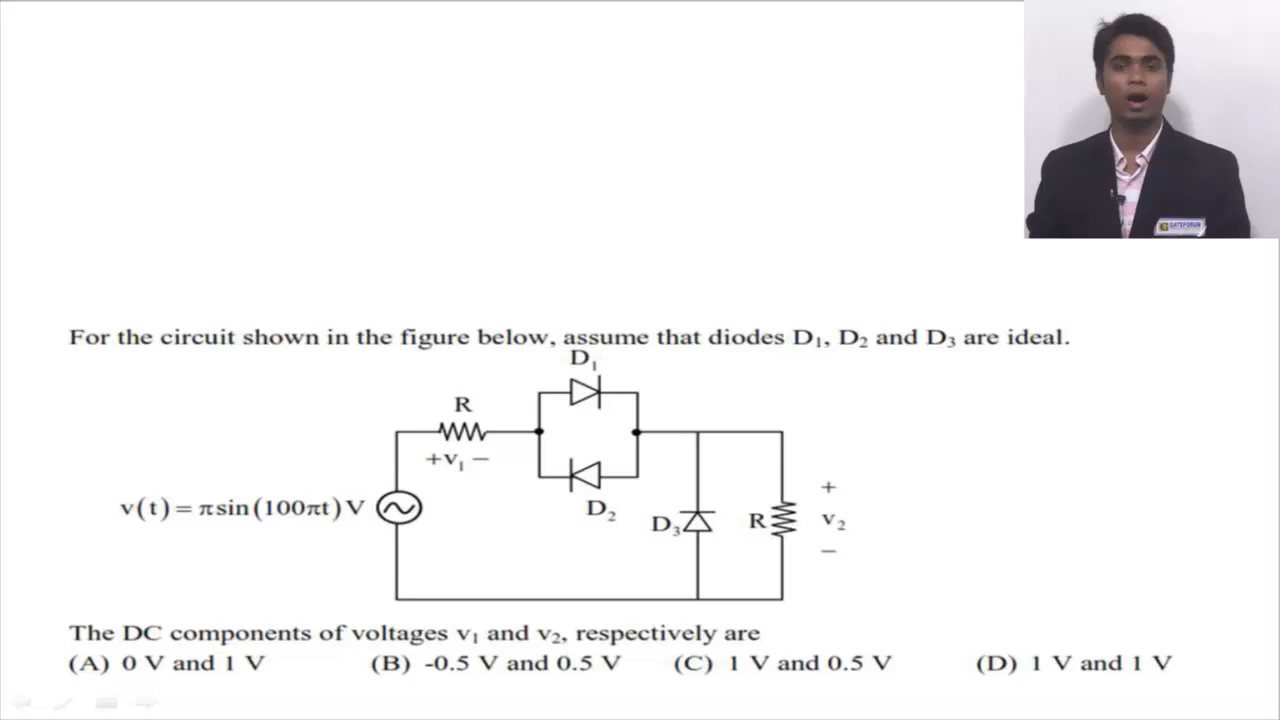 GATEFORUM
For the circuit shown in the figure below, assume that diodes D₁, D₂ and D₃ are ideal.
D₁
R
+v₁ −
v(t) = π sin(100πt) V
D₂
D₃
R
+
v₂
−
The DC components of voltages v₁ and v₂, respectively are
(A) 0 V and 1 V (B) -0.5 V and 0.5 V (C) 1 V and 0.5 V (D) 1 V and 1 V